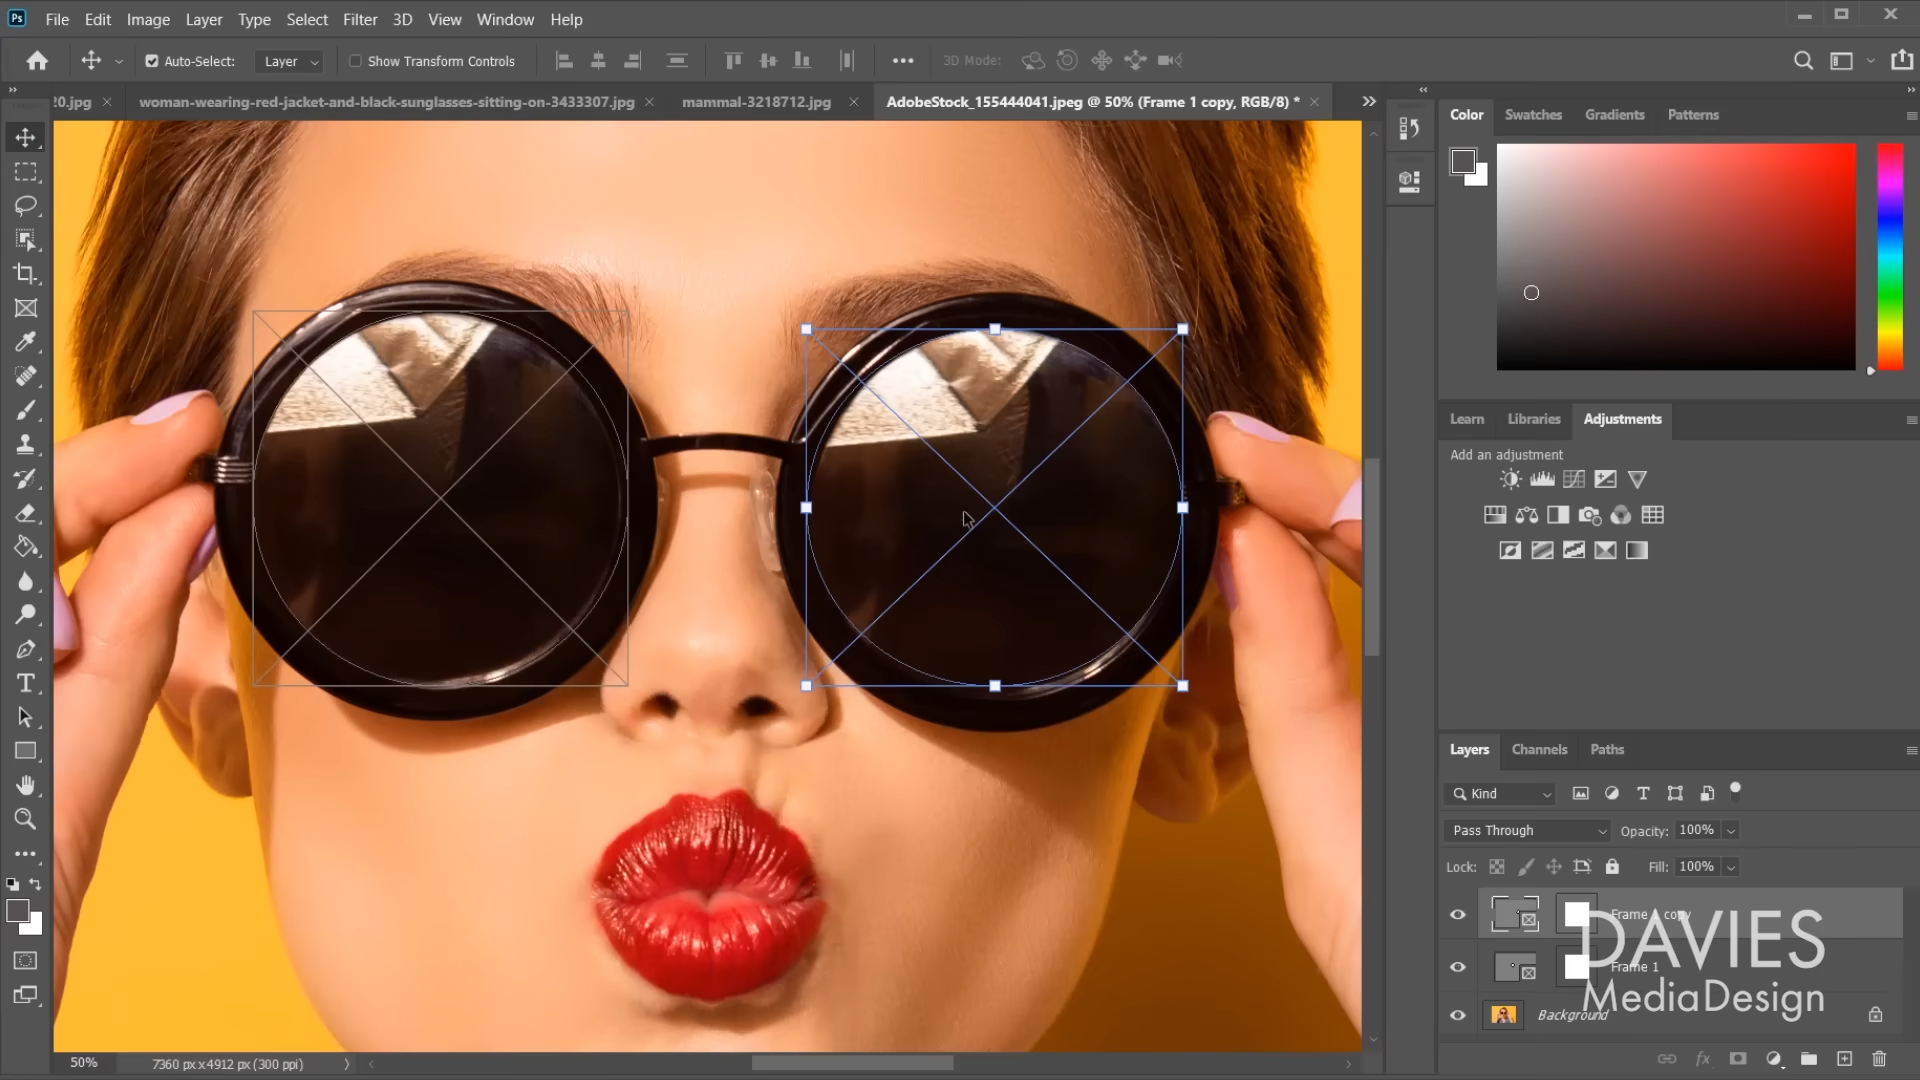 Ps File Edit Image Layer Type Select Filter 3D View Window Help
Auto-Select: Layer Show Transform Controls 3D Mode:
20.jpg woman-wearing-red-jacket-and-black-sunglasses-sitting-on-3433307.jpg mammal-3218712.jpg AdobeStock_155444041.jpeg @ 50% (Frame 1 copy, RGB/8) *
Color Swatches Gradients Patterns
Learn Libraries Adjustments
Add an adjustment
Layers Channels Paths
Kind
Pass Through Opacity: 100%
Lock: Fill: 100%
Frame 1 copy
DAVIES
Frame 1
MediaDesign
Background
50% 7360 px x 4912 px (300 ppi)
fx